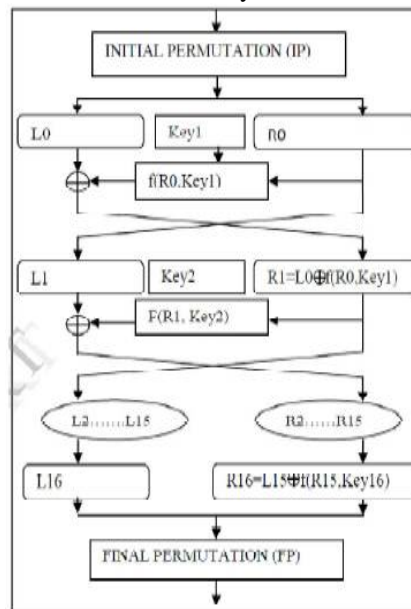 INITIAL PERMUTATION (IP)
L0 Key1 R0
f(R0,Key1)
L1 Key2 R1=L0⊕f(R0,Key1)
F(R1, Key2)
L2.......L15 R2......R15
L16 R16=L15⊕f(R15,Key16)
FINAL PERMUTATION (FP)